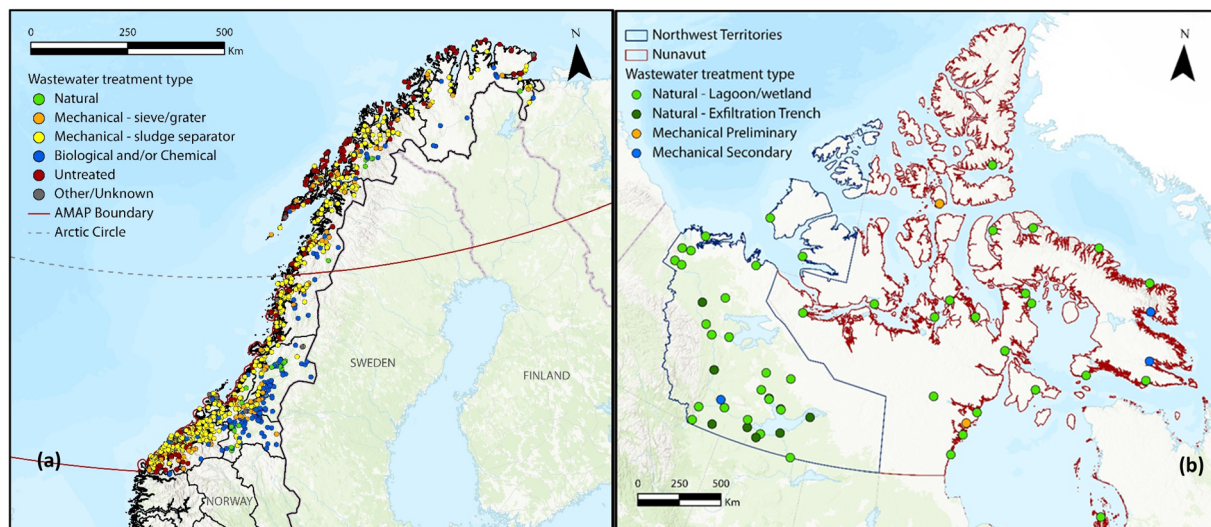 0 250 500
Km
N
Wastewater treatment type
Natural
Mechanical - sieve/grater
Mechanical - sludge separator
Biological and/or Chemical
Untreated
Other/Unknown
AMAP Boundary
Arctic Circle
SWEDEN
FINLAND
NORWAY
(a)
Northwest Territories
Nunavut
Wastewater treatment type
Natural - Lagoon/wetland
Natural - Exfiltration Trench
Mechanical Preliminary
Mechanical Secondary
N
0 250 500
Km
(b)